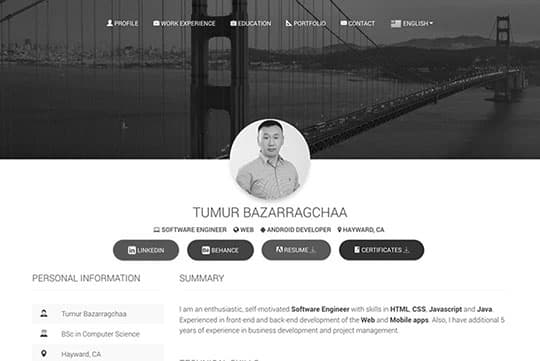 PROFILE WORK EXPERIENCE EDUCATION PORTFOLIO CONTACT ENGLISH
TUMUR BAZARRAGCHAA
SOFTWARE ENGINEER WEB ANDROID DEVELOPER HAYWARD, CA
LINKEDIN BEHANCE RESUME CERTIFICATES
PERSONAL INFORMATION
Tumur Bazarragchaa
BSc in Computer Science
Hayward, CA
SUMMARY
I am an enthusiastic, self-motivated Software Engineer with skills in HTML, CSS, Javascript and Java.
Experienced in front-end and back-end development of the Web and Mobile apps. Also, I have additional 5
years of experience in business development and project management.